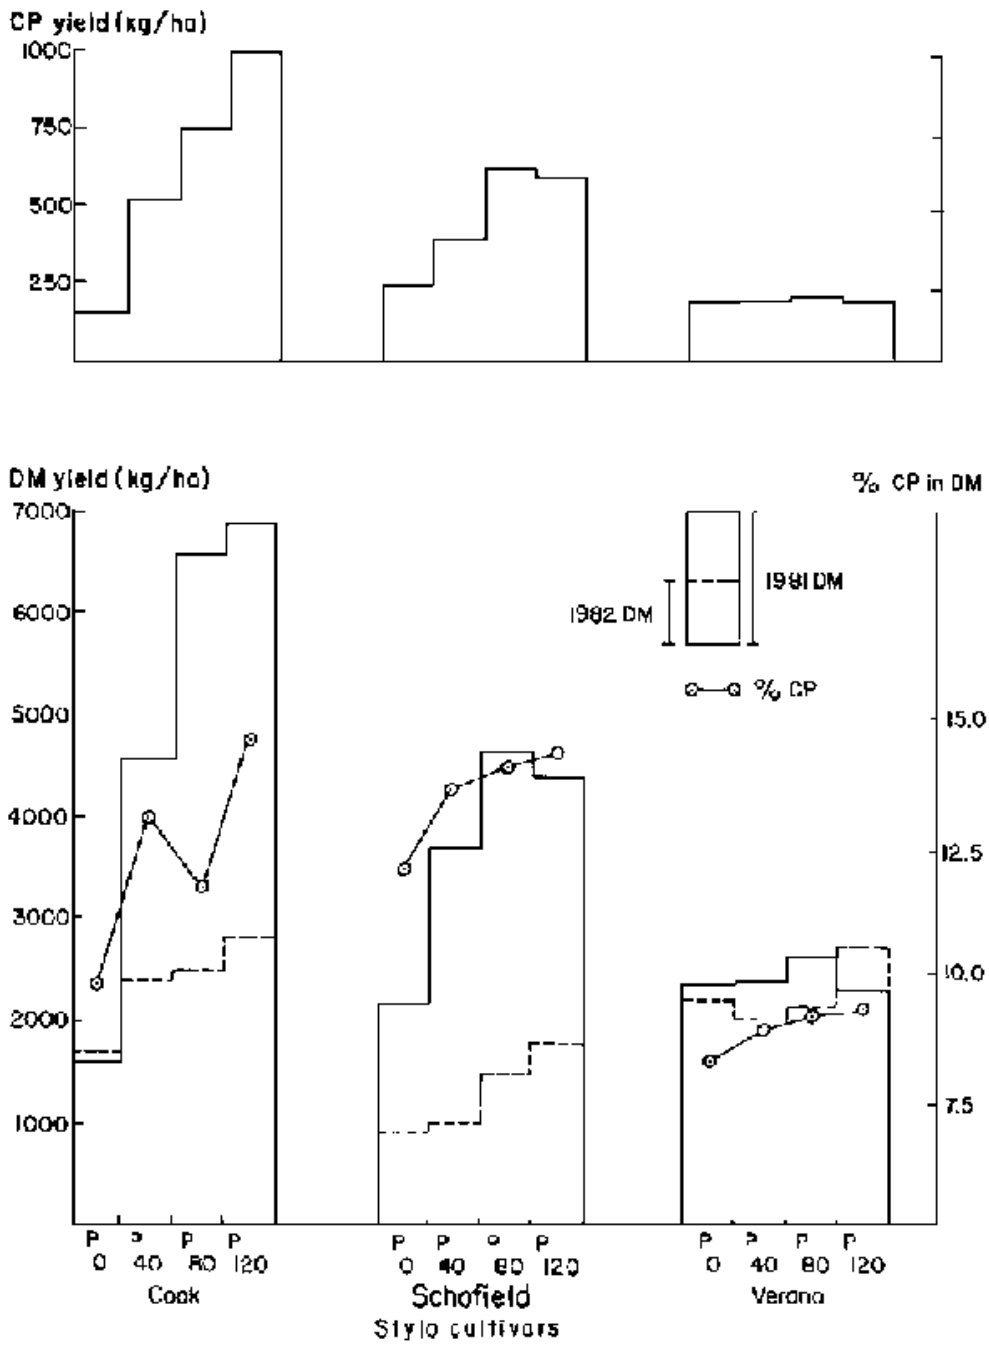 CP yield (kg/ha)
1000
750
500
250
DM yield (kg/ha)
% CP in DM
7000
6000
5000
4000
3000
2000
1000
1981 DM
1982 DM
% CP
15.0
12.5
10.0
7.5
P P P P
0 40 80 120
Cook
P P P P
0 40 80 120
Schofield
P P P P
0 40 80 120
Verano
Stylo cultivars